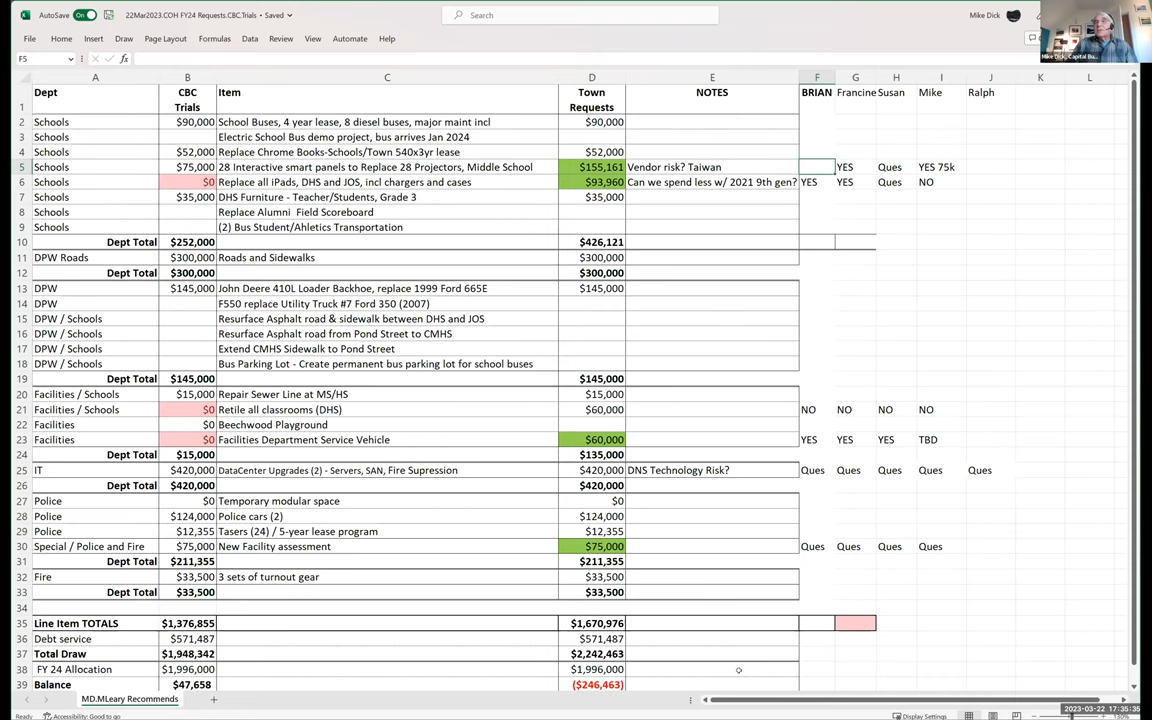 AutoSave On 22Mar2023.COH FY24 Requests.CBC.Trials • Saved Search Mike Dick
File Home Insert Draw Page Layout Formulas Data Review View Automate Help
Mike Dick, Capital Bu...
F5 fx
A B C D E F G H I J K L
1 Dept CBC Trials Item Town Requests NOTES BRIAN Francine Susan Mike Ralph
2 Schools $90,000 School Buses, 4 year lease, 8 diesel buses, major maint incl $90,000
3 Schools Electric School Bus demo project, bus arrives Jan 2024
4 Schools $52,000 Replace Chrome Books-Schools/Town 540x3yr lease $52,000
5 Schools $75,000 28 Interactive smart panels to Replace 28 Projectors, Middle School $155,161 Vendor risk? Taiwan YES Ques YES 75k
6 Schools $0 Replace all iPads, DHS and JOS, incl chargers and cases $93,960 Can we spend less w/ 2021 9th gen? YES YES Ques NO
7 Schools $35,000 DHS Furniture - Teacher/Students, Grade 3 $35,000
8 Schools Replace Alumni Field Scoreboard
9 Schools (2) Bus Student/Ahletics Transportation
10 Dept Total $252,000 $426,121
11 DPW Roads $300,000 Roads and Sidewalks $300,000
12 Dept Total $300,000 $300,000
13 DPW $145,000 John Deere 410L Loader Backhoe, replace 1999 Ford 665E $145,000
14 DPW F550 replace Utility Truck #7 Ford 350 (2007)
15 DPW / Schools Resurface Asphalt road & sidewalk between DHS and JOS
16 DPW / Schools Resurface Asphalt road from Pond Street to CMHS
17 DPW / Schools Extend CMHS Sidewalk to Pond Street
18 DPW / Schools Bus Parking Lot - Create permanent bus parking lot for school buses
19 Dept Total $145,000 $145,000
20 Facilities / Schools $15,000 Repair Sewer Line at MS/HS $15,000
21 Facilities / Schools $0 Retile all classrooms (DHS) $60,000 NO NO NO NO
22 Facilities $0 Beechwood Playground
23 Facilities $0 Facilities Department Service Vehicle $60,000 YES YES YES TBD
24 Dept Total $15,000 $135,000
25 IT $420,000 DataCenter Upgrades (2) - Servers, SAN, Fire Supression $420,000 DNS Technology Risk? Ques Ques Ques Ques Ques
26 Dept Total $420,000 $420,000
27 Police $0 Temporary modular space $0
28 Police $124,000 Police cars (2) $124,000
29 Police $12,355 Tasers (24) / 5-year lease program $12,355
30 Special / Police and Fire $75,000 New Facility assessment $75,000 Ques Ques Ques Ques
31 Dept Total $211,355 $211,355
32 Fire $33,500 3 sets of turnout gear $33,500
33 Dept Total $33,500 $33,500
34
35 Line Item TOTALS $1,376,855 $1,670,976
36 Debt service $571,487 $571,487
37 Total Draw $1,948,342 $2,242,463
38 FY 24 Allocation $1,996,000 $1,996,000
39 Balance $47,658 ($246,463)
MD.MLeary Recommends
2023-03-22 17:35:35
Ready Accessibility: Good to go Display Settings 130%